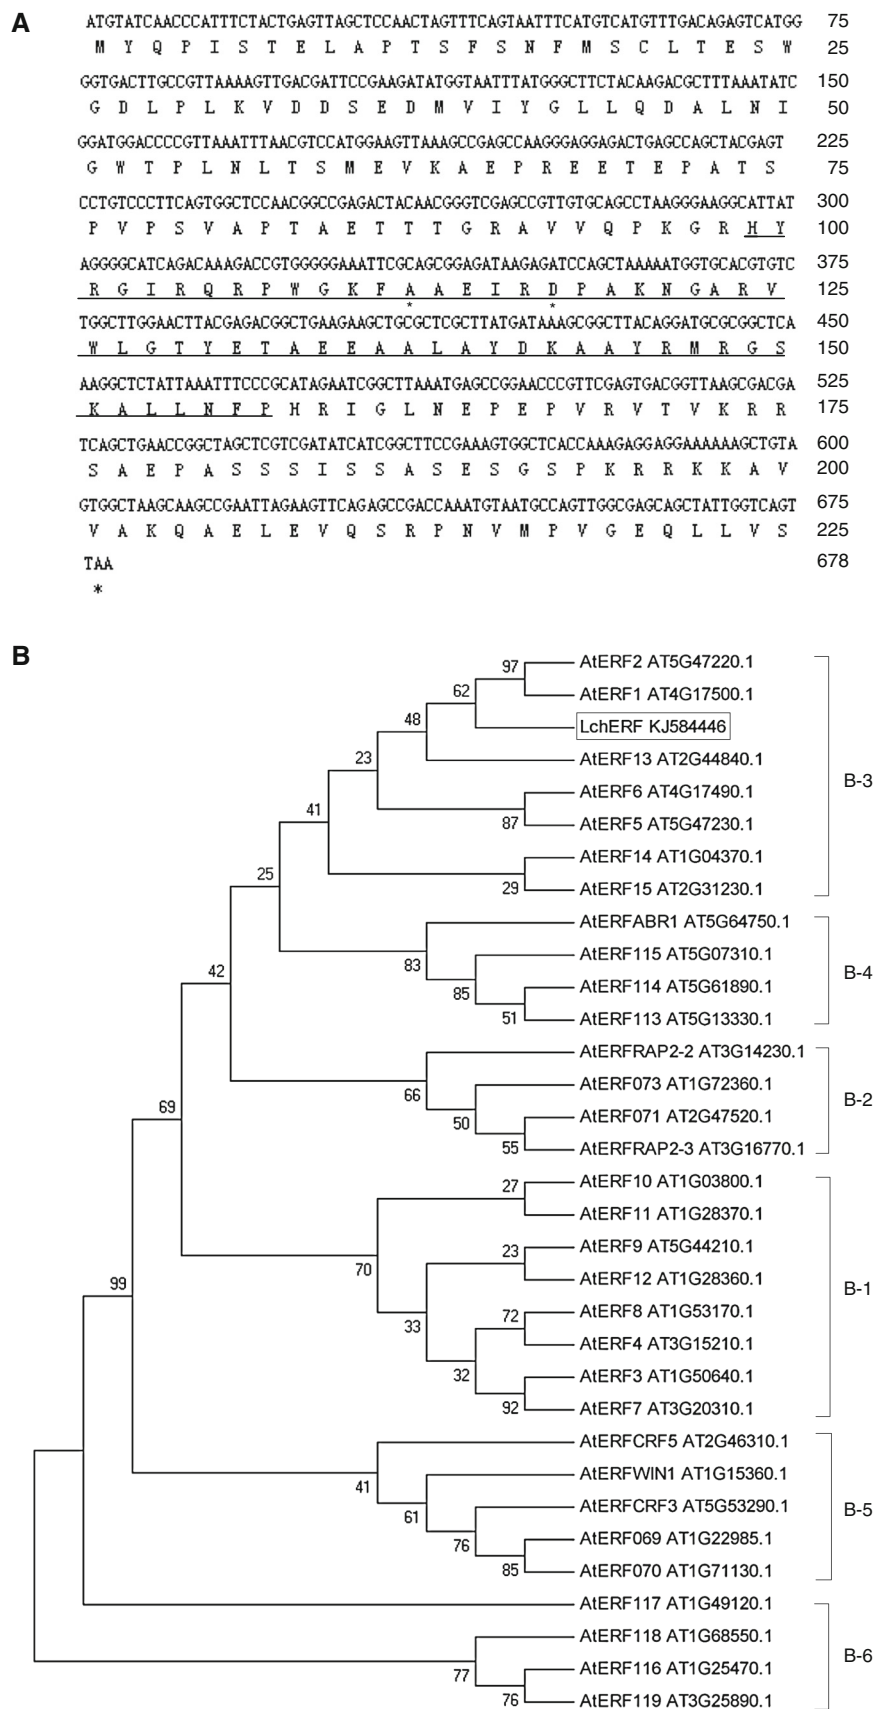 A
ATGTATCAACCCATTTCTACTGAGTTAGCTCCAACTAGTTTCAGTAATTTCATGTCATGTTTGACAGAGTCATGG 75
M Y Q P I S T E L A P T S F S N F M S C L T E S W 25
GGTGACTTGCCGTTAAAAGTTGACGATTCCGAAGATATGGTAATTTATGGGCTTCTACAAGACGCTTTAAATATC 150
G D L P L K V D D S E D M V I Y G L L Q D A L N I 50
GGATGGACCCCGTTAAATTTAACGTCCATGGAAGTTAAAGCCGAGCCAAGGGAGGAGACTGAGCCAGCTACGAGT 225
G W T P L N L T S M E V K A E P R E E T E P A T S 75
CCTGTCCCTTCAGTGGCTCCAACGGCCGAGACTACAACGGGTCGAGCCGTTGTGCAGCCTAAGGGAAGGCATTAT 300
P V P S V A P T A E T T T G R A V V Q P K G R H Y 100
AGGGGCATCAGACAAAGACCGTGGGGGAAATTCGCAGCGGAGATAAGAGATCCAGCTAAAAATGGTGCACGTGTC 375
R G I R Q R P W G K F A A E I R D P A K N G A R V 125
* *
TGGCTTGGAACTTACGAGACGGCTGAAGAAGCTGCGCTCGCTTATGATAAAGCGGCTTACAGGATGCGCGGCTCA 450
W L G T Y E T A E E A A L A Y D K A A Y R M R G S 150
AAGGCTCTATTAAATTTCCCGCATAGAATCGGCTTAAATGAGCCGGAACCCGTTCGAGTGACGGTTAAGCGACGA 525
K A L L N F P H R I G L N E P E P V R V T V K R R 175
TCAGCTGAACCGGCTAGCTCGTCGATATCATCGGCTTCCGAAAGTGGCTCACCAAAGAGGAGGAAAAAAGCTGTA 600
S A E P A S S S I S S A S E S G S P K R R K K A V 200
GTGGCTAAGCAAGCCGAATTAGAAGTTCAGAGCCGACCAAATGTAATGCCAGTTGGCGAGCAGCTATTGGTCAGT 675
V A K Q A E L E V Q S R P N V M P V G E Q L L V S 225
TAA 678
*
B
97 AtERF2 AT5G47220.1
62 AtERF1 AT4G17500.1
48 LchERF KJ584446
23 AtERF13 AT2G44840.1
B-3
AtERF6 AT4G17490.1
41 87 AtERF5 AT5G47230.1
25 AtERF14 AT1G04370.1
29 AtERF15 AT2G31230.1
AtERFABR1 AT5G64750.1
42 83 AtERF115 AT5G07310.1
B-4
85 AtERF114 AT5G61890.1
51 AtERF113 AT5G13330.1
AtERFRAP2-2 AT3G14230.1
66 AtERF073 AT1G72360.1
B-2
69 50 AtERF071 AT2G47520.1
55 AtERFRAP2-3 AT3G16770.1
27 AtERF10 AT1G03800.1
AtERF11 AT1G28370.1
23 AtERF9 AT5G44210.1
70 AtERF12 AT1G28360.1
B-1
99 72 AtERF8 AT1G53170.1
33 AtERF4 AT3G15210.1
32 AtERF3 AT1G50640.1
92 AtERF7 AT3G20310.1
AtERFCRF5 AT2G46310.1
41 AtERFWIN1 AT1G15360.1
61 AtERFCRF3 AT5G53290.1
B-5
76 AtERF069 AT1G22985.1
85 AtERF070 AT1G71130.1
AtERF117 AT1G49120.1
AtERF118 AT1G68550.1
B-6
77 AtERF116 AT1G25470.1
76 AtERF119 AT3G25890.1